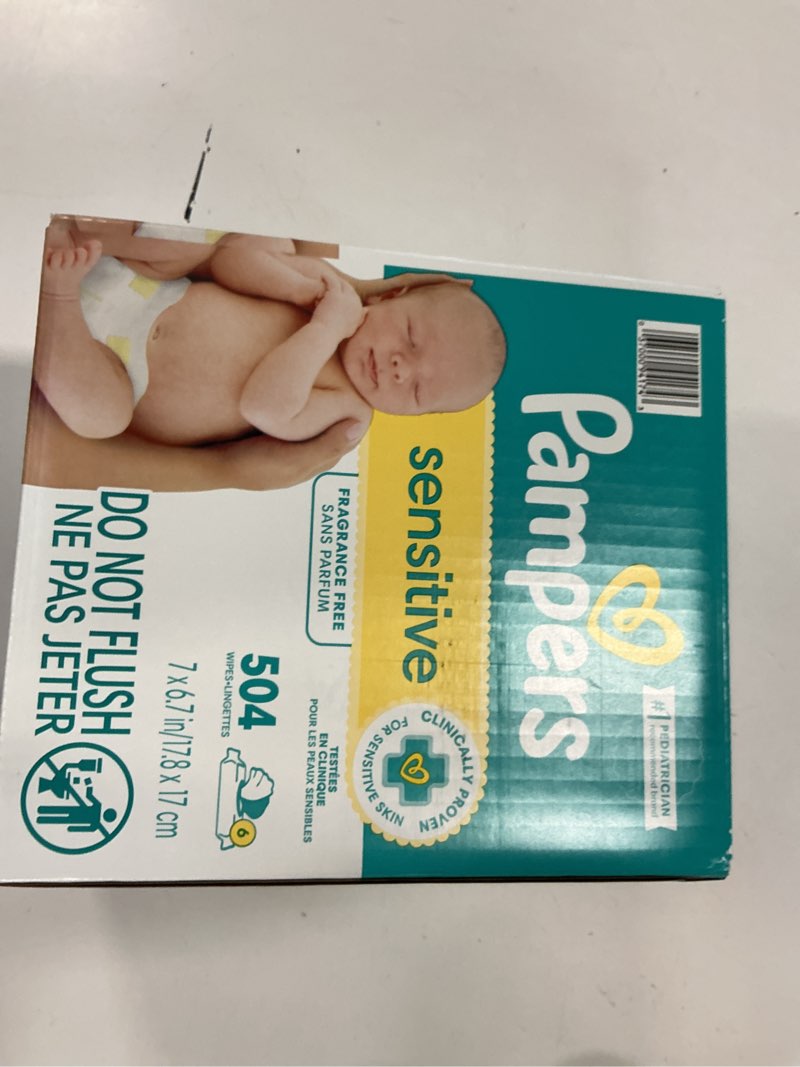 Pampers
#1 PEDIATRICIAN
recommended brand
sensitive
CLINICALLY PROVEN
FOR SENSITIVE SKIN
FRAGRANCE FREE
SANS PARFUM
TESTÉES
EN CLINIQUE
POUR LES PEAUX SENSIBLES
504
WIPES•LINGETTES
6
7 x 6.7 in/17.8 x 17 cm
DO NOT FLUSH
NE PAS JETER